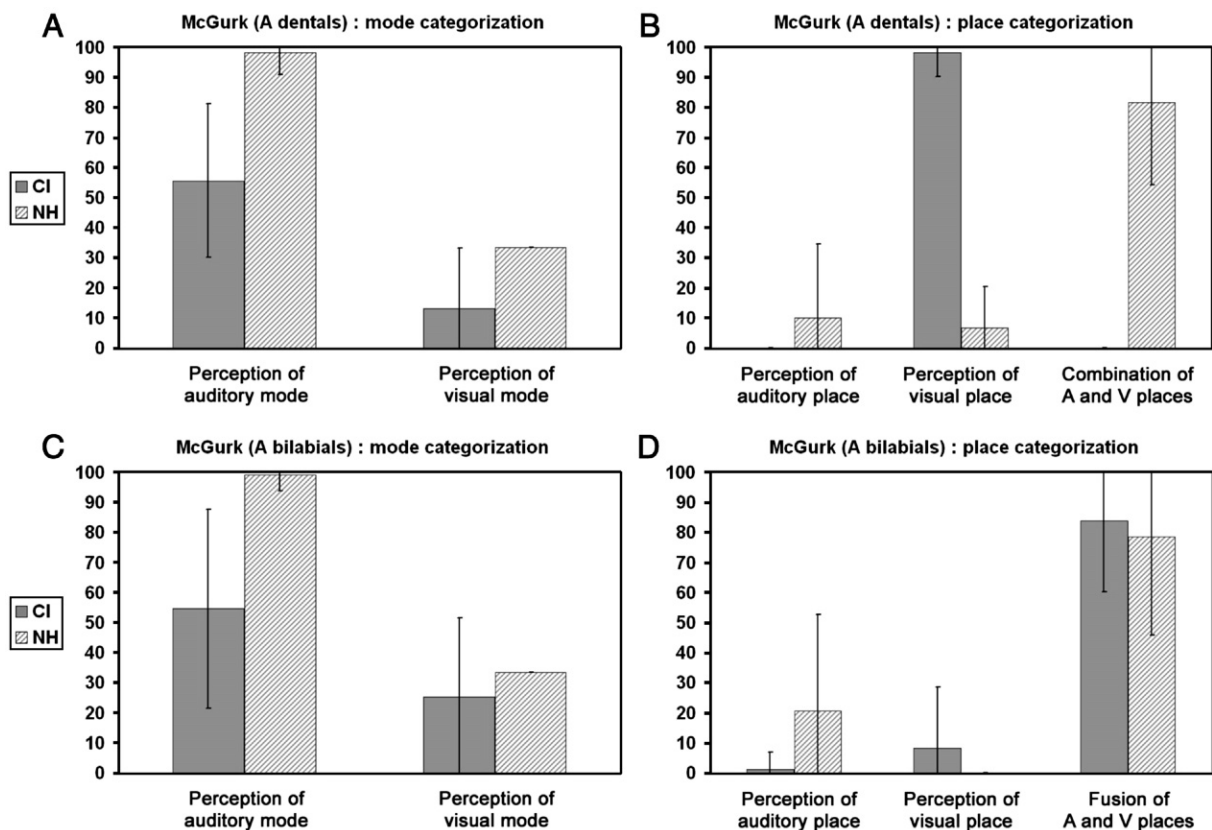 A
McGurk (A dentals) : mode categorization
100
90
80
70
60
50
40
30
20
10
0
CI
NH
Perception of
auditory mode
Perception of
visual mode
B
McGurk (A dentals) : place categorization
100
90
80
70
60
50
40
30
20
10
0
Perception of
auditory place
Perception of
visual place
Combination of
A and V places
C
McGurk (A bilabials) : mode categorization
100
90
80
70
60
50
40
30
20
10
0
CI
NH
Perception of
auditory mode
Perception of
visual mode
D
McGurk (A bilabials) : place categorization
100
90
80
70
60
50
40
30
20
10
0
Perception of
auditory place
Perception of
visual place
Fusion of
A and V places